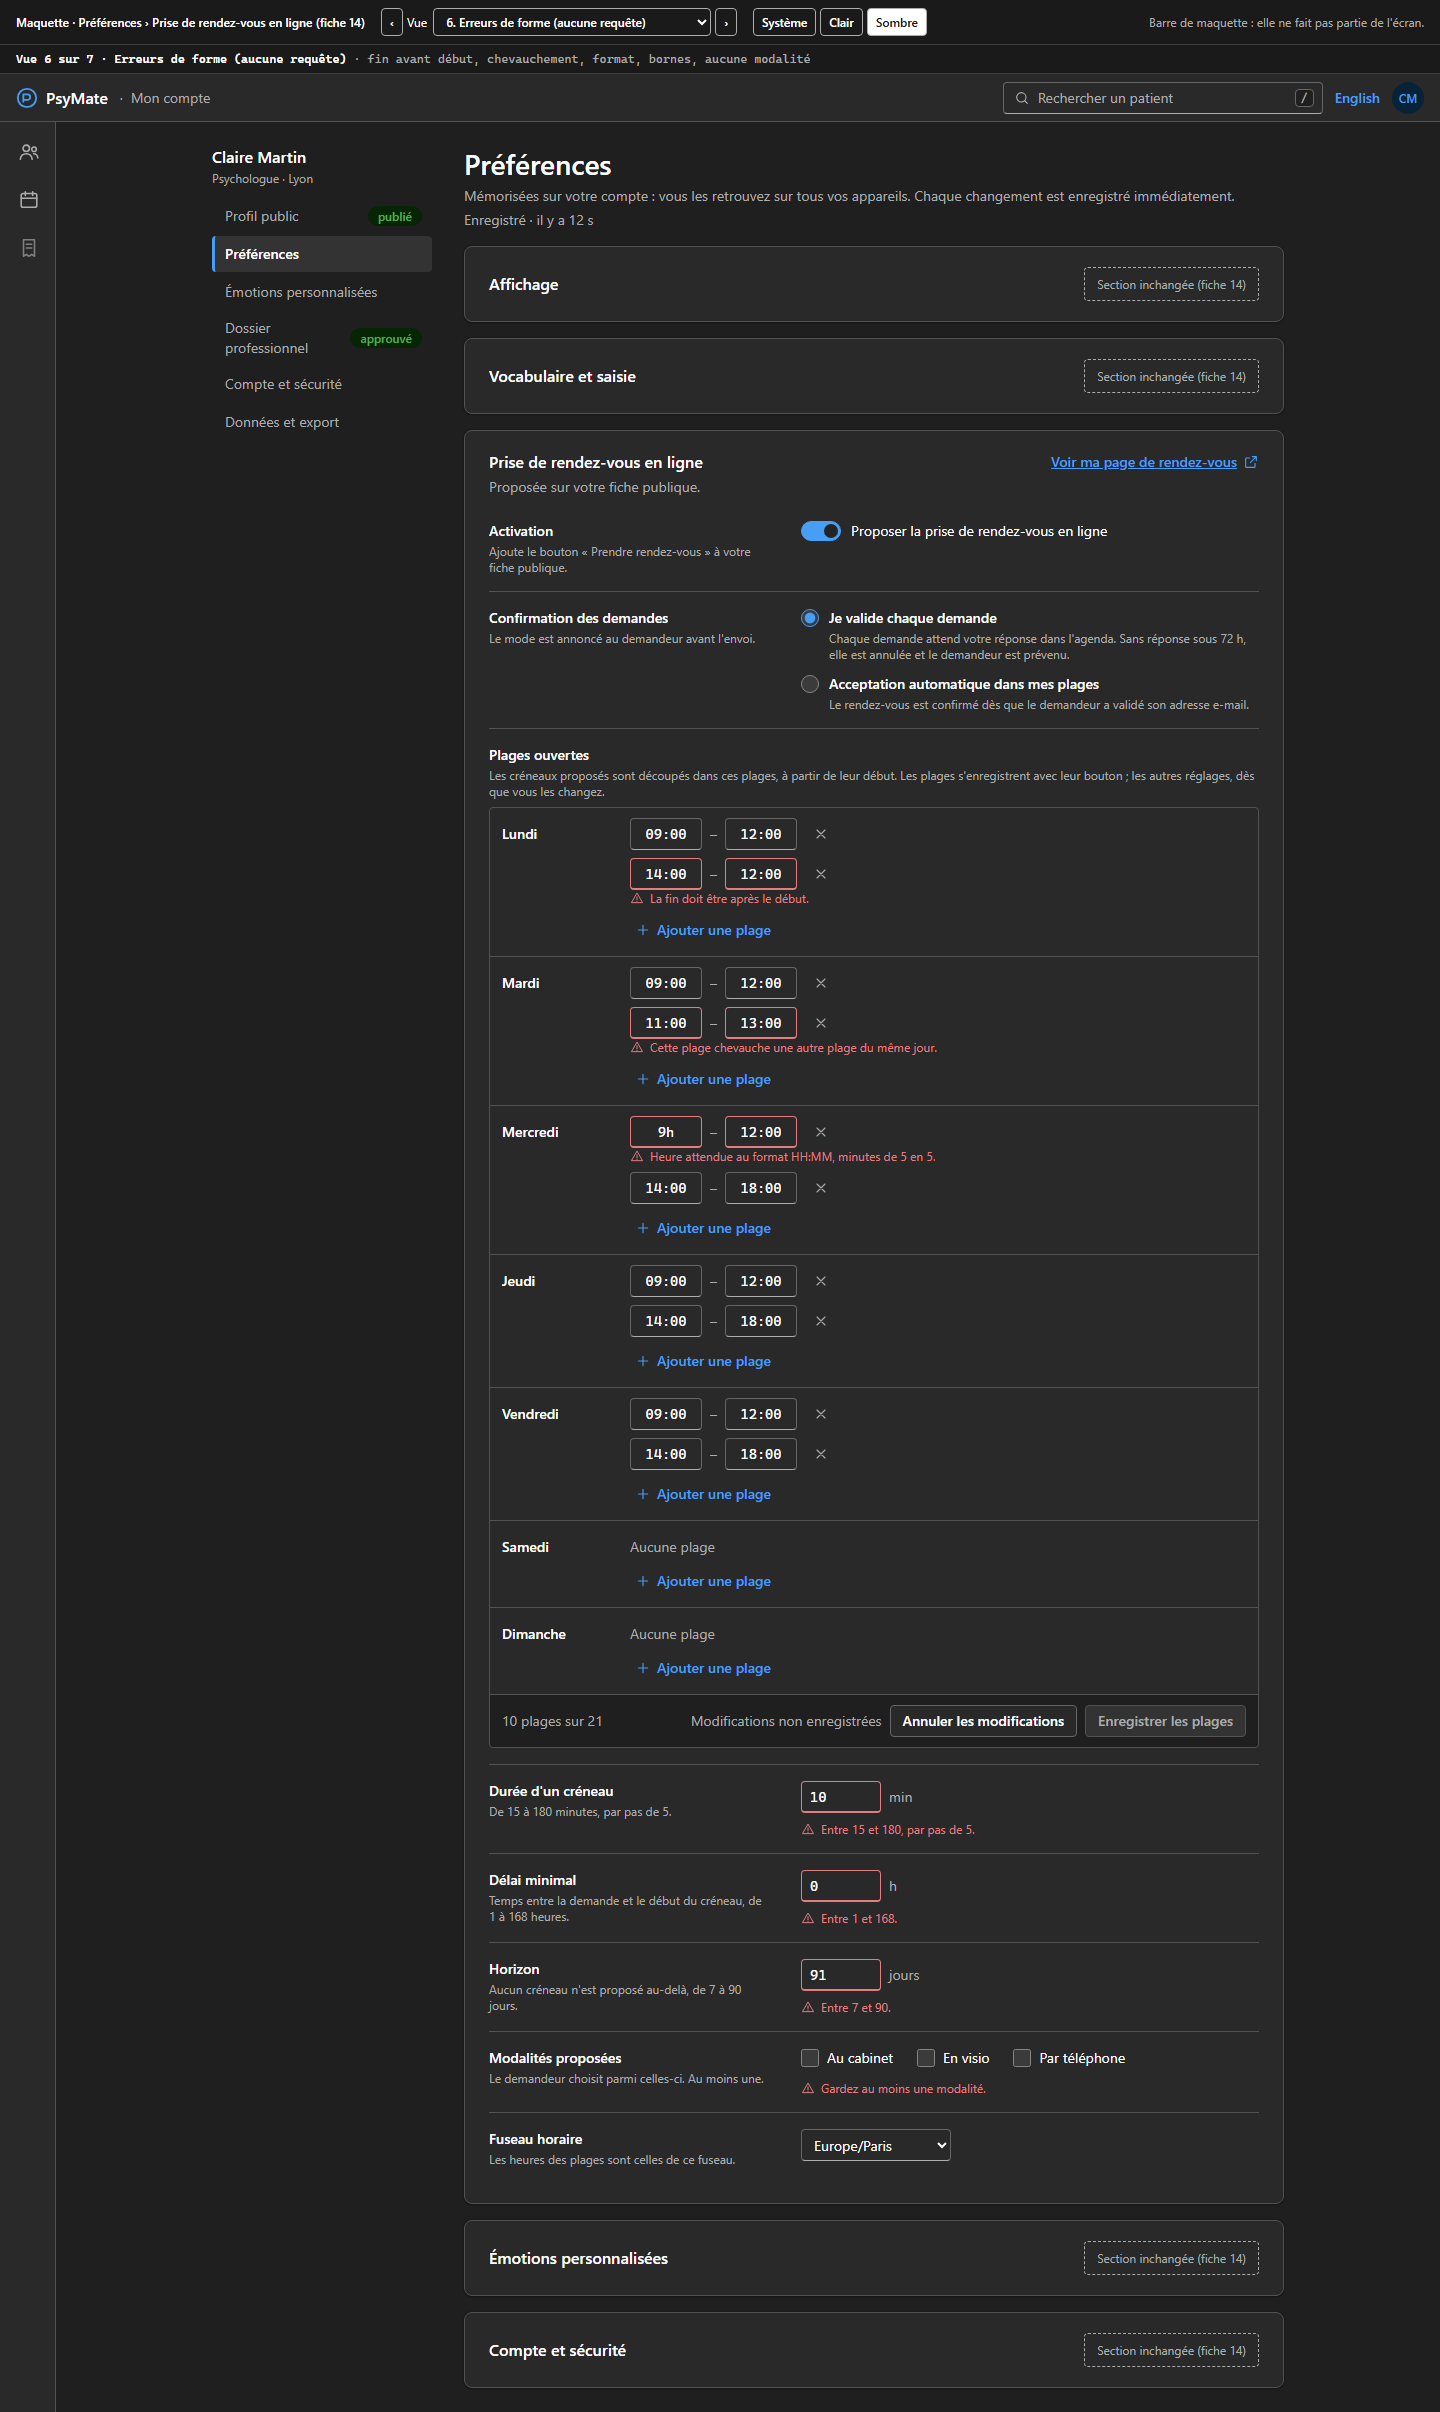 Maquette · Préférences › Prise de rendez-vous en ligne (fiche 14)
‹ Vue 6. Erreurs de forme (aucune requête) › Système Clair Sombre
Barre de maquette : elle ne fait pas partie de l'écran.
Vue 6 sur 7 · Erreurs de forme (aucune requête) · fin avant début, chevauchement, format, bornes, aucune modalité
PsyMate · Mon compte
Rechercher un patient /
English
CM
Claire Martin
Psychologue · Lyon
Profil public publié
Préférences
Émotions personnalisées
Dossier
professionnel
approuvé
Compte et sécurité
Données et export
Préférences
Mémorisées sur votre compte : vous les retrouvez sur tous vos appareils. Chaque changement est enregistré immédiatement.
Enregistré · il y a 12 s
Affichage
Section inchangée (fiche 14)
Vocabulaire et saisie
Section inchangée (fiche 14)
Prise de rendez-vous en ligne
Voir ma page de rendez-vous
Proposée sur votre fiche publique.
Activation
Ajoute le bouton « Prendre rendez-vous » à votre
fiche publique.
Proposer la prise de rendez-vous en ligne
Confirmation des demandes
Le mode est annoncé au demandeur avant l'envoi.
Je valide chaque demande
Chaque demande attend votre réponse dans l'agenda. Sans réponse sous 72 h,
elle est annulée et le demandeur est prévenu.
Acceptation automatique dans mes plages
Le rendez-vous est confirmé dès que le demandeur a validé son adresse e-mail.
Plages ouvertes
Les créneaux proposés sont découpés dans ces plages, à partir de leur début. Les plages s'enregistrent avec leur bouton ; les autres réglages, dès
que vous les changez.
Lundi
09:00 – 12:00
14:00 – 12:00
La fin doit être après le début.
Ajouter une plage
Mardi
09:00 – 12:00
11:00 – 13:00
Cette plage chevauche une autre plage du même jour.
Ajouter une plage
Mercredi
9h – 12:00
Heure attendue au format HH:MM, minutes de 5 en 5.
14:00 – 18:00
Ajouter une plage
Jeudi
09:00 – 12:00
14:00 – 18:00
Ajouter une plage
Vendredi
09:00 – 12:00
14:00 – 18:00
Ajouter une plage
Samedi
Aucune plage
Ajouter une plage
Dimanche
Aucune plage
Ajouter une plage
10 plages sur 21
Modifications non enregistrées
Annuler les modifications
Enregistrer les plages
Durée d'un créneau
De 15 à 180 minutes, par pas de 5.
10 min
Entre 15 et 180, par pas de 5.
Délai minimal
Temps entre la demande et le début du créneau, de
1 à 168 heures.
0 h
Entre 1 et 168.
Horizon
Aucun créneau n'est proposé au-delà, de 7 à 90
jours.
91 jours
Entre 7 et 90.
Modalités proposées
Le demandeur choisit parmi celles-ci. Au moins une.
Au cabinet
En visio
Par téléphone
Gardez au moins une modalité.
Fuseau horaire
Les heures des plages sont celles de ce fuseau.
Europe/Paris
Émotions personnalisées
Section inchangée (fiche 14)
Compte et sécurité
Section inchangée (fiche 14)